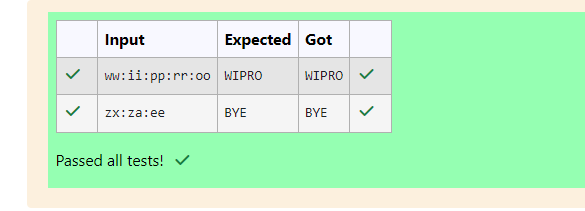 Input Expected Got
ww:ii:pp:rr:oo WIPRO WIPRO
zx:za:ee BYE BYE
Passed all tests!